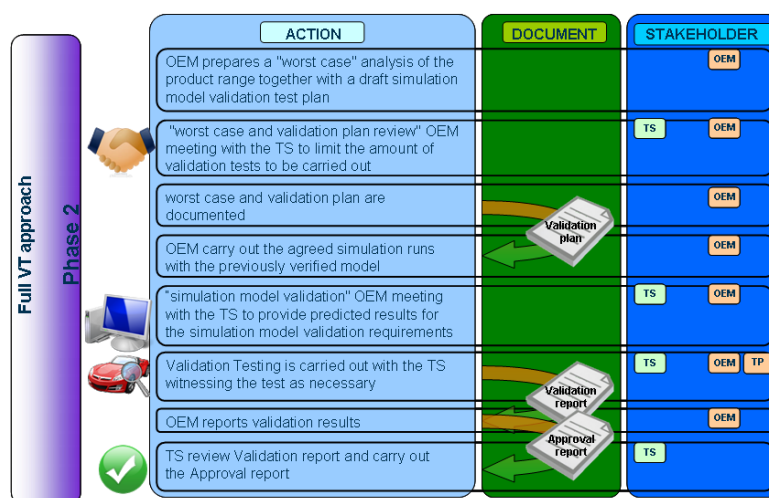 ACTION
DOCUMENT
STAKEHOLDER
Full VT approach
Phase 2
OEM prepares a "worst case" analysis of
the product range together with a draft simulation
model validation test plan
OEM
"worst case and validation plan review" OEM
meeting with the TS to limit the amount of
validation tests to be carried out
TS
OEM
worst case and validation plan are
documented
Validation
plan
OEM
OEM carry out the agreed simulation runs
with the previously verified model
OEM
"simulation model validation" OEM meeting
with the TS to provide predicted results for
the simulation model validation requirements
TS
OEM
Validation Testing is carried out with the TS
witnessing the test as necessary
Validation
report
TS
OEM
TP
OEM reports validation results
OEM
Approval
report
TS review Validation report and carry out
the Approval report
TS